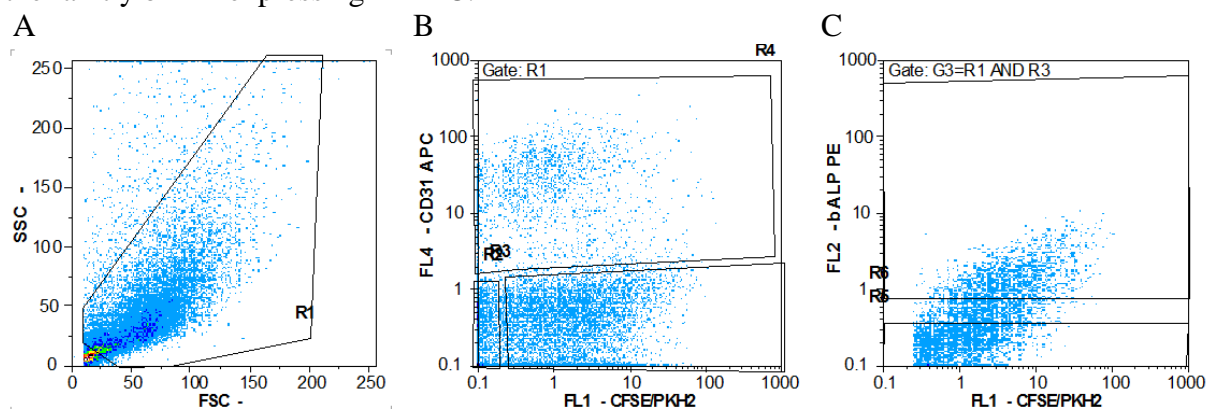 A
B
C
R4
Gate: R1
Gate: G3=R1 AND R3
SSC -
250
200
150
100
50
0
R1
0 50 100 150 200 250
FSC -
FL4 - CD31 APC
1000
100
10
1
0.1
R2
R3
0.1 1 10 100 1000
FL1 - CFSE/PKH2
FL2 - bALP PE
1000
100
10
1
0.1
R6
0.1 1 10 100 1000
FL1 - CFSE/PKH2